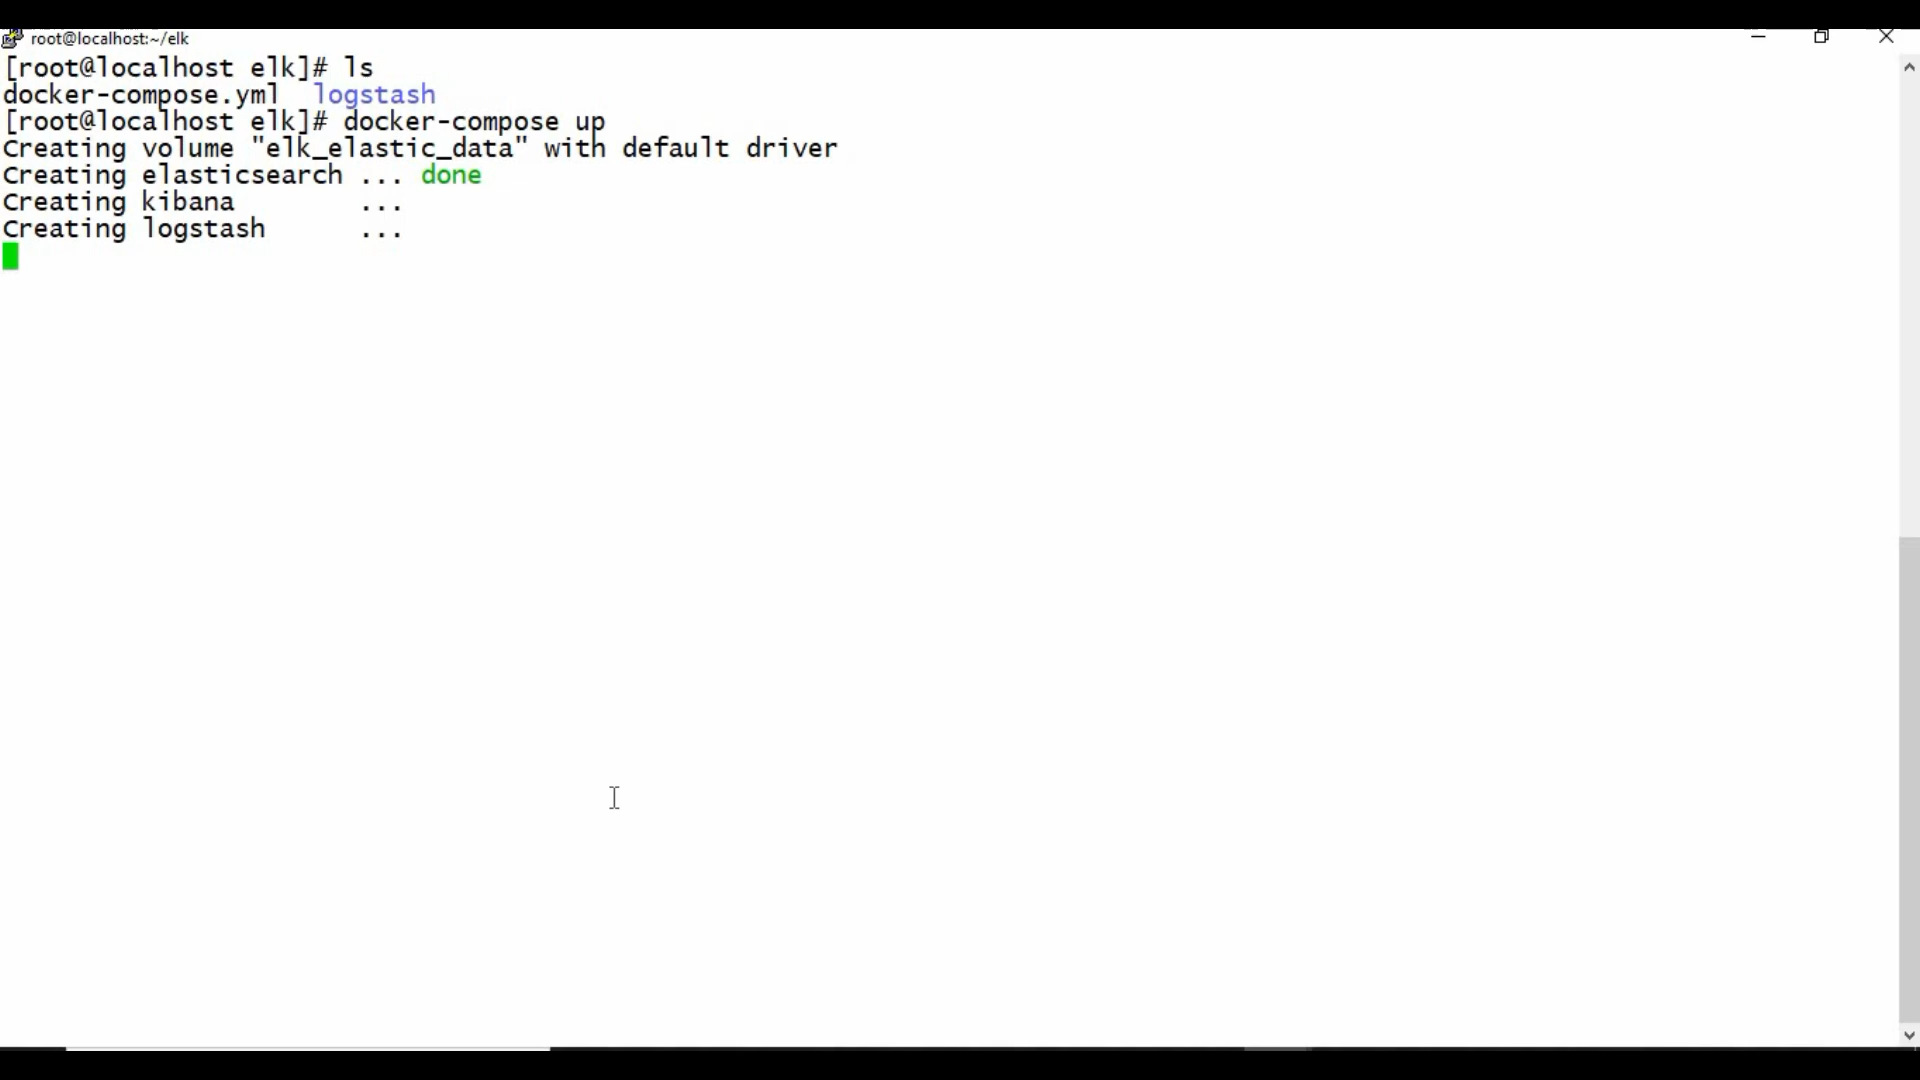 root@localhost:~/elk
[root@localhost elk]# ls
docker-compose.yml  logstash
[root@localhost elk]# docker-compose up
Creating volume "elk_elastic_data" with default driver
Creating elasticsearch ... done
Creating kibana        ...
Creating logstash      ...